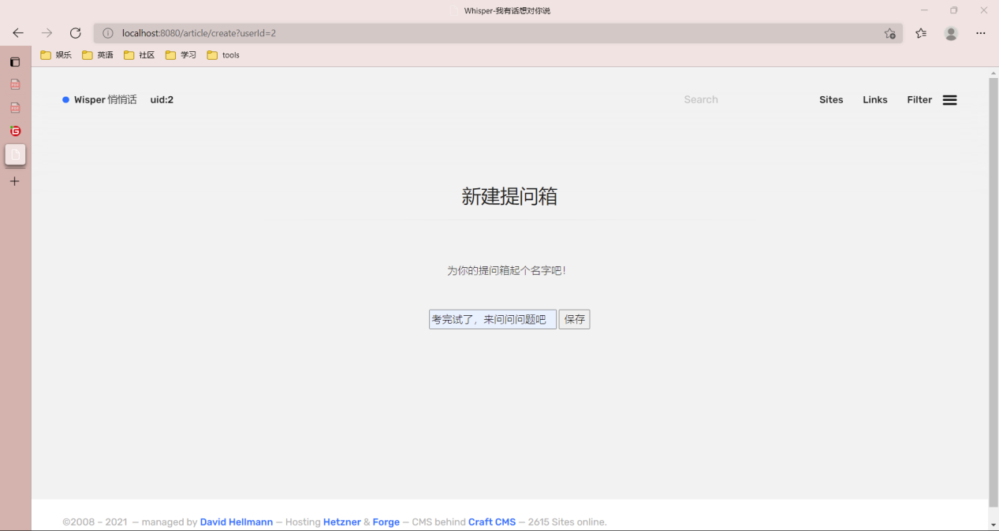 Whisper-我有话想对你说
localhost:8080/article/create?userId=2
娱乐 英语 社区 学习 tools
Wisper 悄悄话 uid:2 Search Sites Links Filter
新建提问箱
为你的提问箱起个名字吧!
考完试了，来问问问题吧 保存
©2008 – 2021 — managed by David Hellmann — Hosting Hetzner & Forge — CMS behind Craft CMS — 2615 Sites online.